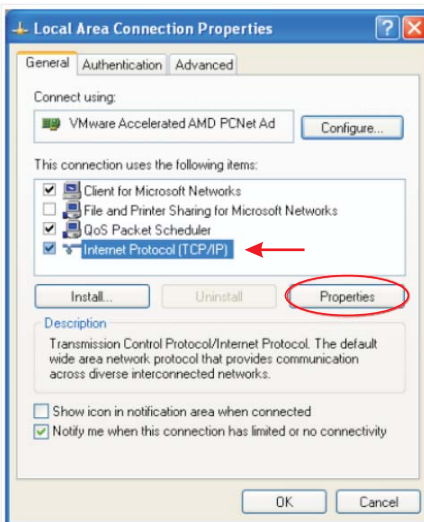 Local Area Connection Properties
General Authentication Advanced
Connect using:
VMware Accelerated AMD PCNet Ad Configure...
This connection uses the following items:
Client for Microsoft Networks
File and Printer Sharing for Microsoft Networks
QoS Packet Scheduler
Internet Protocol (TCP/IP)
Install... Uninstall Properties
Description
Transmission Control Protocol/Internet Protocol. The default
wide area network protocol that provides communication
across diverse interconnected networks.
Show icon in notification area when connected
Notify me when this connection has limited or no connectivity
OK Cancel